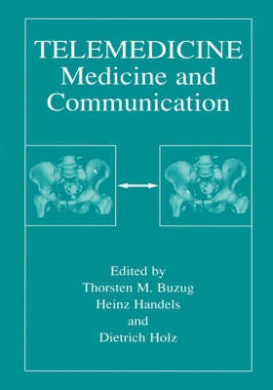 TELEMEDICINE
Medicine and
Communication
Edited by
Thorsten M. Buzug
Heinz Handels
and
Dietrich Holz